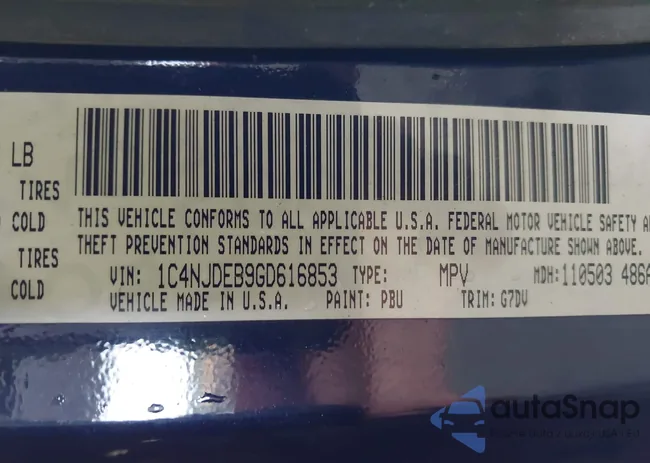 LB
TIRES
COLD
THIS VEHICLE CONFORMS TO ALL APPLICABLE U.S.A. FEDERAL MOTOR VEHICLE SAFETY
THEFT PREVENTION STANDARDS IN EFFECT ON THE DATE OF MANUFACTURE SHOWN ABOVE.
TIRES
VIN: 1C4NJDEB9GD616853 TYPE: MPV MDH: 110503 486A
COLD
VEHICLE MADE IN U.S.A. PAINT: PBU TRIM: G7DV
autaSnap